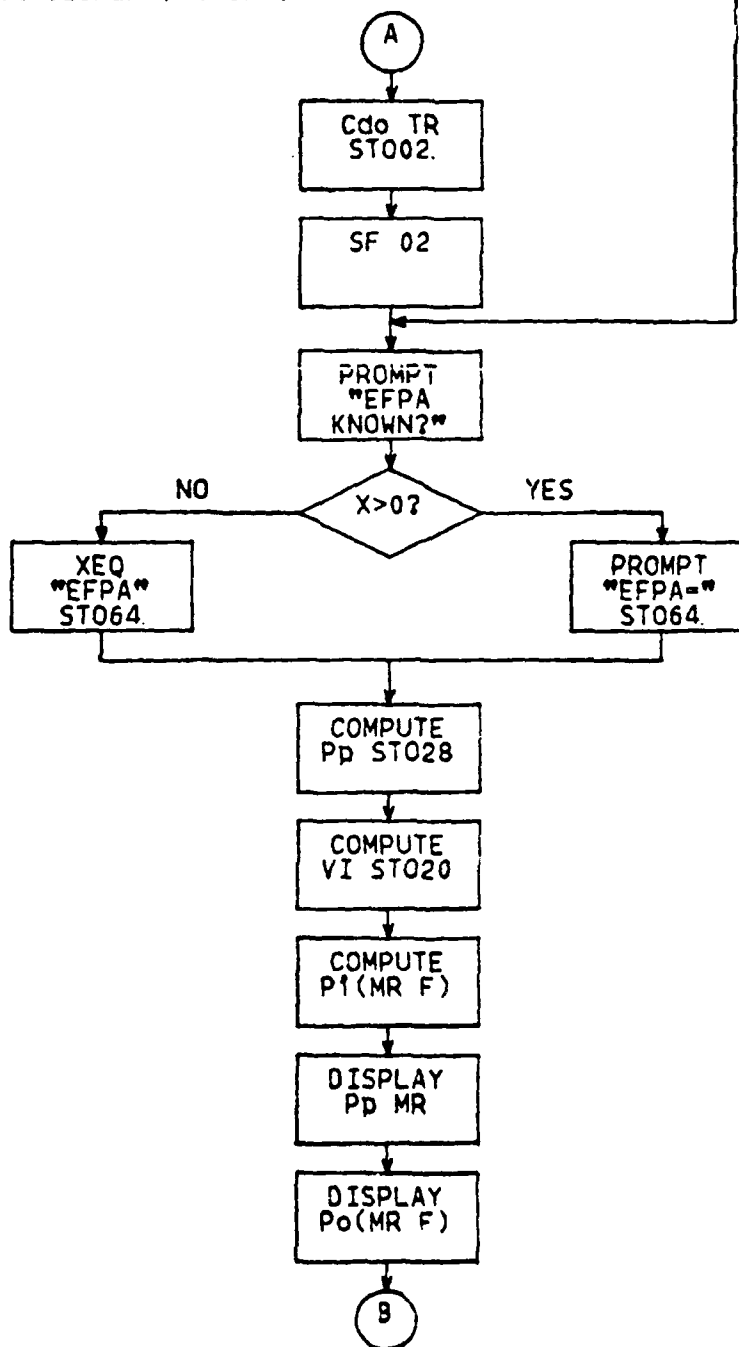 A
Cdo TR
STO02.
SF 02
PROMPT
"EFPA
KNOWN?"
NO
X>0?
YES
XEQ
"EFPA"
STO64.
PROMPT
"EFPA="
STO64.
COMPUTE
Pp STO28
COMPUTE
VI STO20
COMPUTE
Pi(MR F)
DISPLAY
Pp MR
DISPLAY
Po(MR F)
B